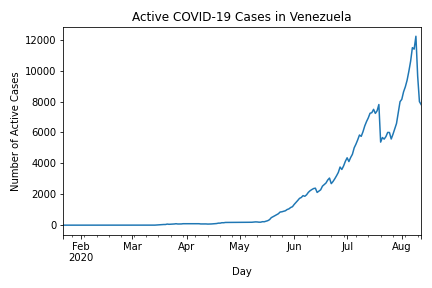 Active COVID-19 Cases in Venezuela
Number of Active Cases
12000
10000
8000
6000
4000
2000
0
Feb Mar Apr May Jun Jul Aug
2020
Day